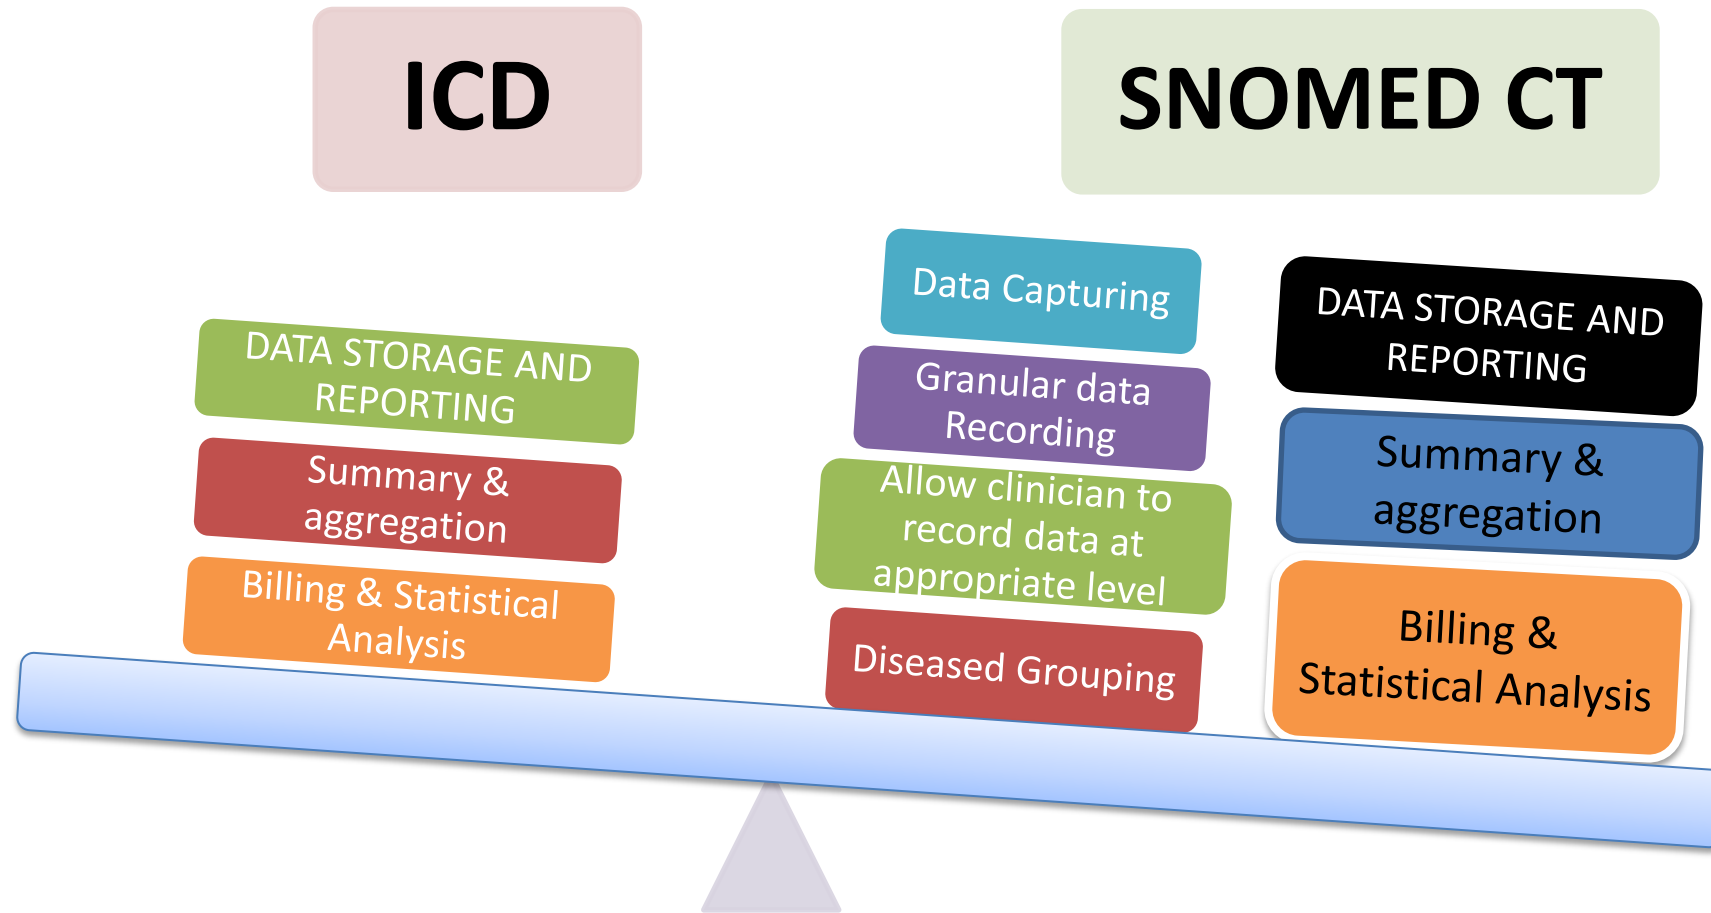 ICD
SNOMED CT
DATA STORAGE AND
REPORTING
Summary &
aggregation
Billing & Statistical
Analysis
Data Capturing
Granular data
Recording
Allow clinician to
record data at
appropriate level
Diseased Grouping
DATA STORAGE AND
REPORTING
Summary &
aggregation
Billing &
Statistical Analysis